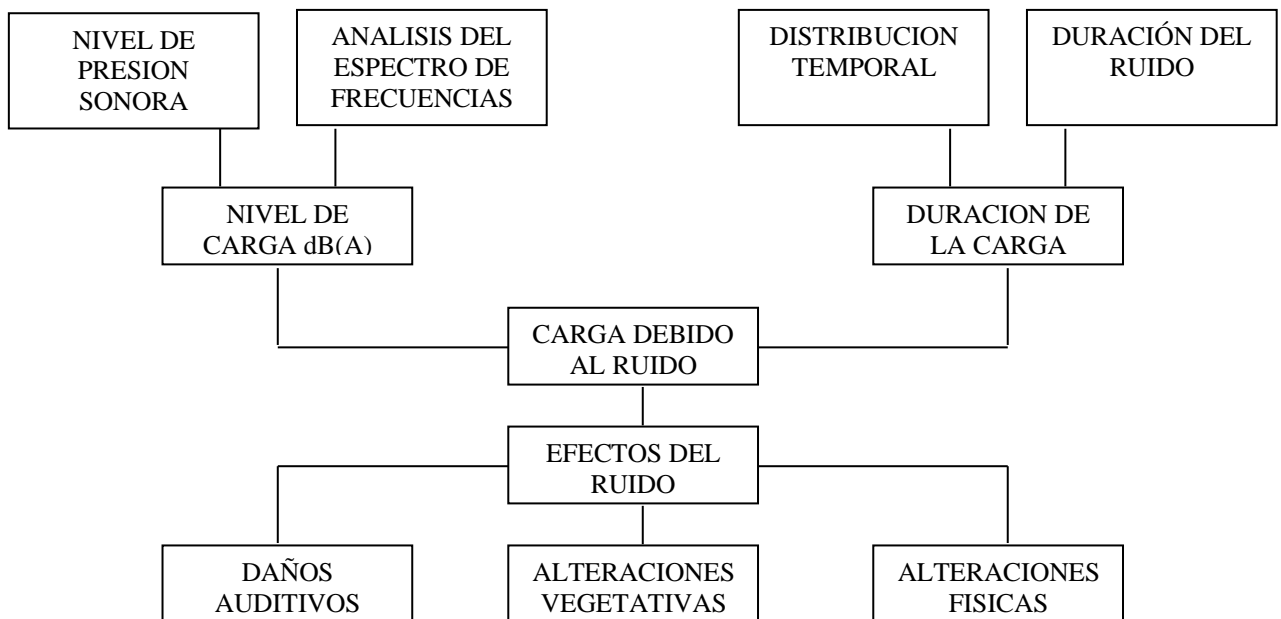 NIVEL DE
PRESION
SONORA
ANALISIS DEL
ESPECTRO DE
FRECUENCIAS
DISTRIBUCION
TEMPORAL
DURACIÓN DEL
RUIDO
NIVEL DE
CARGA dB(A)
DURACION DE
LA CARGA
CARGA DEBIDO
AL RUIDO
EFECTOS DEL
RUIDO
DAÑOS
AUDITIVOS
ALTERACIONES
VEGETATIVAS
ALTERACIONES
FISICAS